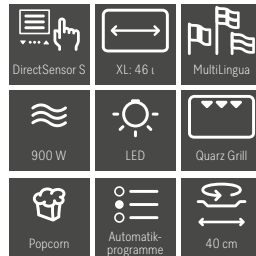 DirectSensor S
XL: 46 l
MultiLingua
900 W
LED
Quarz Grill
Popcorn
Automatik-
programme
40 cm